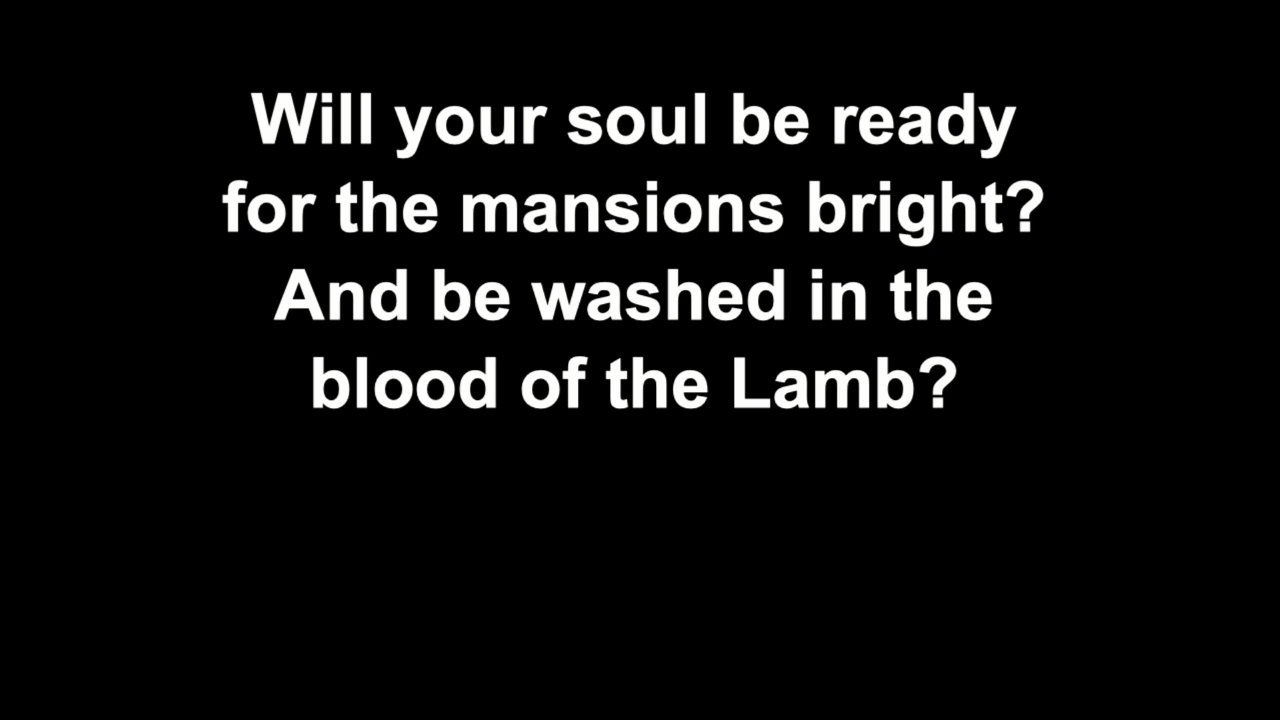 Will your soul be ready
for the mansions bright?
And be washed in the
blood of the Lamb?